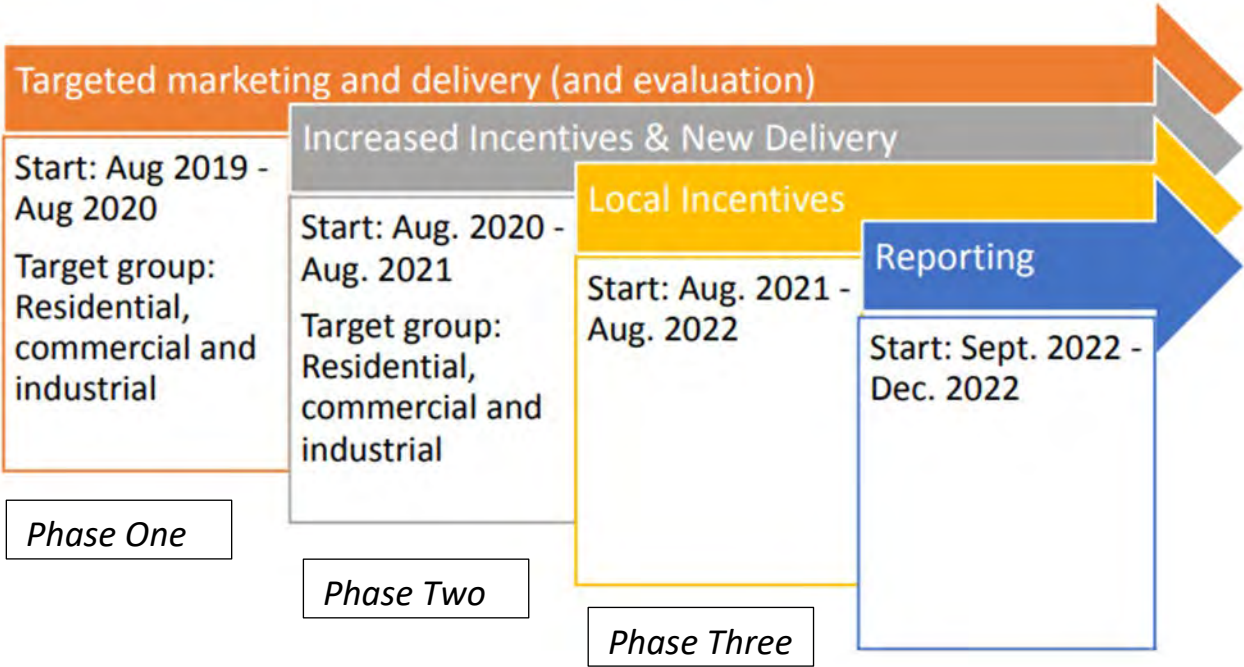 Targeted marketing and delivery (and evaluation)
Start: Aug 2019 -
Aug 2020
Target group:
Residential,
commercial and
industrial
Phase One
Increased Incentives & New Delivery
Start: Aug. 2020 -
Aug. 2021
Target group:
Residential,
commercial and
industrial
Phase Two
Local Incentives
Start: Aug. 2021 -
Aug. 2022
Phase Three
Reporting
Start: Sept. 2022 -
Dec. 2022